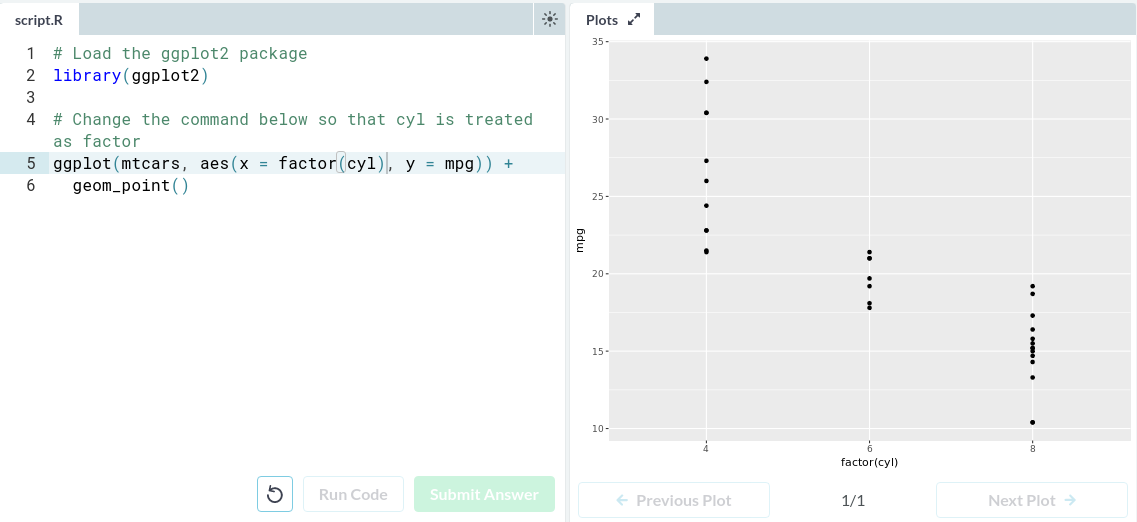 script.R
1 # Load the ggplot2 package
2 library(ggplot2)
3
4 # Change the command below so that cyl is treated
as factor
5 ggplot(mtcars, aes(x = factor(cyl), y = mpg)) +
6   geom_point()
Run Code
Submit Answer
Plots
35
30
25
20
15
10
mpg
4 6 8
factor(cyl)
Previous Plot
1/1
Next Plot